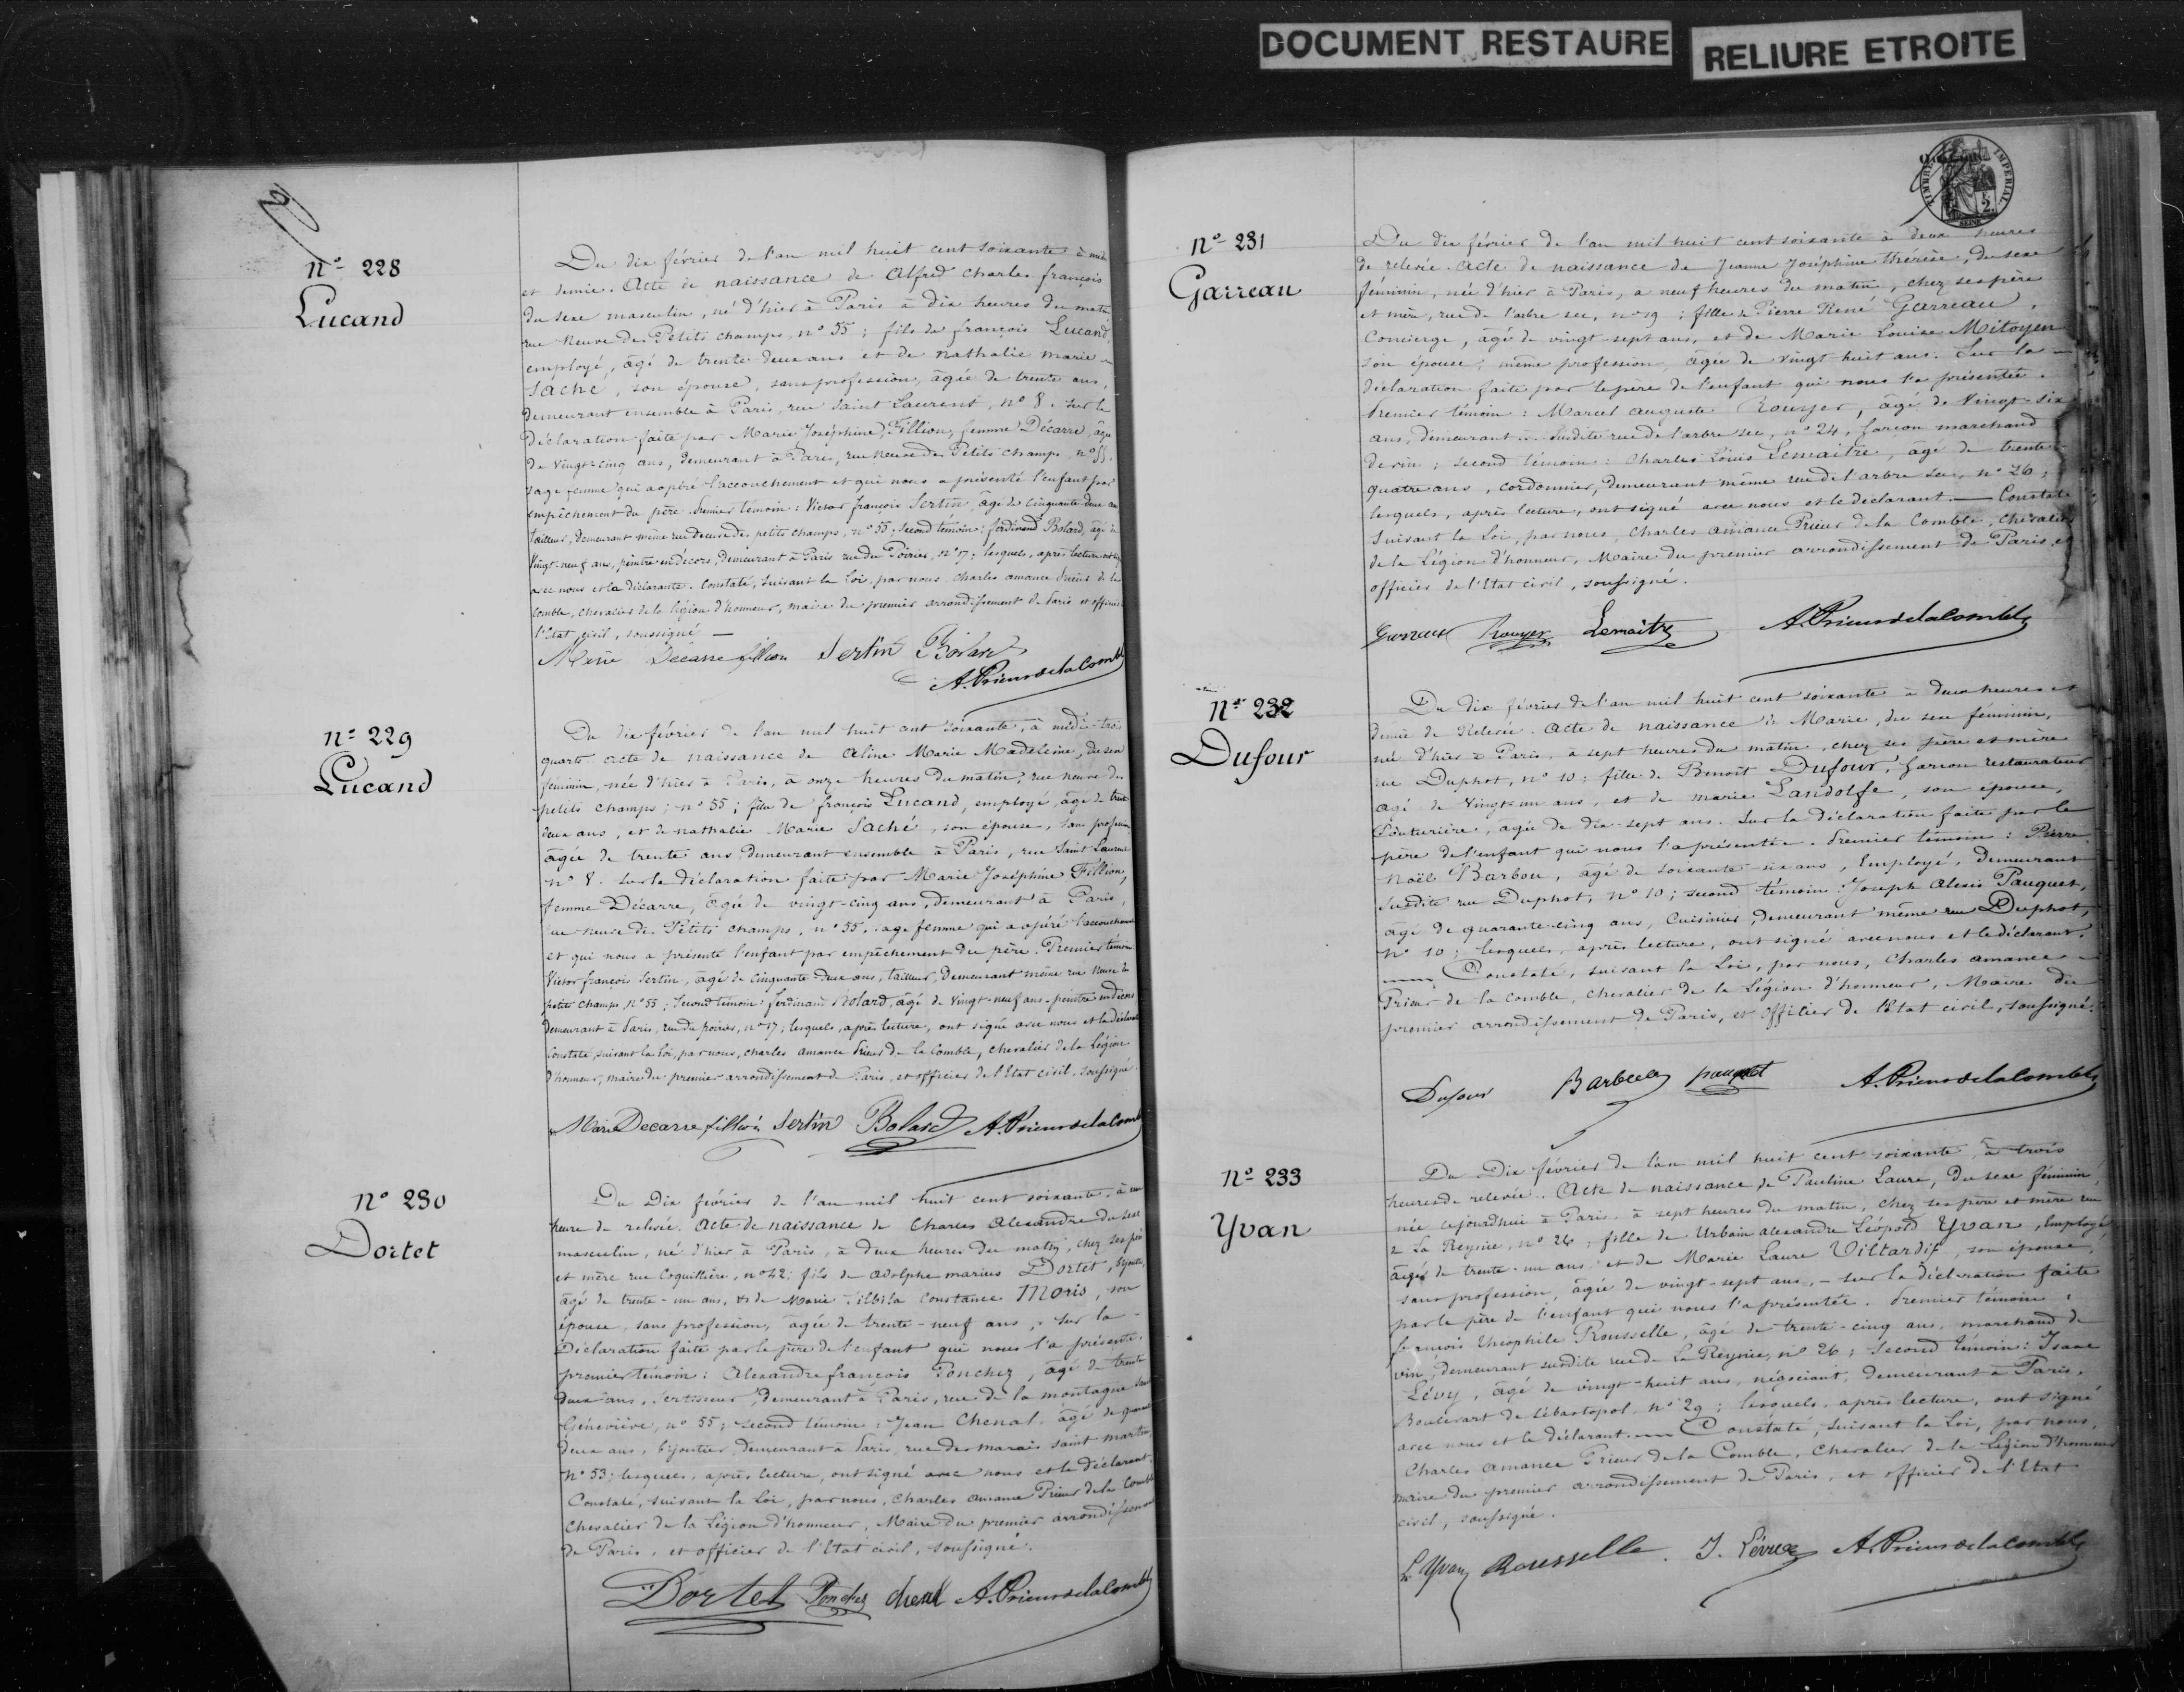 DOCUMENT RESTAURE
RELIURE ETROITE
N° 228
Lucand
Du dix février de l'an mil huit cent soixante à midi
et demie. Acte de naissance de Alfred Charles françois
du sexe masculin, né d'hier à Paris à dix heures du matin
rue Neuve des Petits champs, n° 55; fils de françois Lucand,
employé, âgé de trente deux ans et de nathalie marie
Saché, son épouse, sans profession, âgée de trente ans,
demeurant ensemble à Paris, rue Saint Laurent, n° 8. Sur la
déclaration faite par Marie Joséphine Fillion, femme Décarre, âgée
de vingt-cinq ans, demeurant à Paris, rue neuve des Petits champs, n° 55,
sage femme qui a opéré l'accouchement et qui nous a présenté l'enfant par
empêchement du père. Premier témoin: Victor françois Sertin, âgé de cinquante deux ans
tailleur, demeurant même rue Neuve des petits champs, n° 55; Second témoin: ferdinand Bolard, âgé de
Vingt-neuf ans, peintre en décors, demeurant à Paris rue du Poirier, n° 17; lesquels, après lecture ont signé
avec nous et la déclarante. Constaté, suivant la Loi, par nous Charles amance Prieur de la
Comble, chevalier de la légion d'honneur, maire du premier arrondissement de Paris et officier
l'Etat civil, soussigné
Marie Decarre fillion Sertin Bolard
A. Prieur de la Comble
N° 229
Lucand
Du dix février de l'an mil huit cent soixante, à midi trois
quarts acte de naissance de Aline Marie Madeleine, du sexe
féminin, née d'hier à Paris, à onze heures du matin, rue neuve des
petits champs, n° 55; fille de françois Lucand, employé, âgé de trente
deux ans, et de nathalie Marie Saché, son épouse, sans profession
âgée de trente ans demeurant ensemble à Paris, rue Saint Laurent
n° 8. Sur la déclaration faite par Marie Joséphine Fillion,
femme Décarre, âgée de vingt-cinq ans, demeurant à Paris,
rue neuve des Petits champs, n° 55, sage femme qui a opéré l'accouchement
et qui nous a présenté l'enfant par empêchement du père. Premier témoin
Victor françois Sertin, âgé de cinquante-deux ans, tailleur, demeurant même rue Neuve des
petits champs, n° 55; Second témoin: ferdinand Bolard, âgé de Vingt-neuf ans, peintre en décors
demeurant à Paris, rue du poirier, n° 17; lesquels, après lecture, ont signé avec nous et la déclarante
Constaté, suivant la Loi, par nous, charles amance Prieur de la Comble, chevalier de la Légion
d'honneur, maire du premier arrondissement de Paris, et officier de l'Etat civil, soussigné.
Marie Decarre fillion Sertin Bolard A. Prieur de la Comble
N° 230
Dortet
Du Dix février de l'an mil huit cent soixante, à une
heure de relevée. Acte de naissance de Charles Alexandre du sexe
masculin, né d'hier à Paris, à deux heures du matin, chez ses père
et mère rue Coquillière, n° 42; fils de adolphe marius Dortet, bijoutier,
âgé de trente-un ans, et de Marie Constance Moris, son
épouse, sans profession, âgée de trente-neuf ans, sur la
Déclaration faite par le père de l'enfant qui nous l'a présenté.
premier témoin: Alexandre françois Ponchez, âgé de trente
deux ans, sertisseur, demeurant à Paris, rue de la montagne Sainte
Géneviève, n° 55; second témoin: Jean Chenal, âgé de quarante
deux ans, bijoutier, demeurant à Paris, rue des marais saint martin,
n° 53; lesquels, après lecture, ont signé avec nous et le déclarant.
Constaté, suivant la Loi, par nous, Charles Amance Prieur de la Comble
Chevalier de la Légion d'honneur, Maire du premier arrondissement
de Paris, et officier de l'Etat civil, soussigné.
Dortet Ponchez Chenal A. Prieur de la Comble
TIMBRE IMPERIAL
SEINE
N° 231
Garreau
Du dix février de l'an mil huit cent soixante à deux heures
de relevée. Acte de naissance de Jeanne Joséphine Thérèse, du sexe
féminin, née d'hier à Paris, à neuf heures du matin, chez ses père
et mère, rue de l'arbre sec, n° 19; fille de Pierre René Garreau,
Concierge, âgé de vingt-sept ans, et de Marie Louise Mitoyen
son épouse, même profession, âgée de vingt-huit ans. Sur la
déclaration faite par le père de l'enfant qui nous l'a présentée.
Premier témoin: Marcel auguste Rouyer, âgé de Vingt-six
ans, demeurant susdite rue de l'arbre sec, n° 24, garçon marchand
de vin; second témoin: Charles Louis Lemaitre, âgé de trente
quatre ans, cordonnier, demeurant même rue de l'arbre sec, n° 26;
lesquels, après lecture, ont signé avec nous et le déclarant. Constaté
suivant la Loi, par nous, Charles amance Prieur de la Comble, chevalier
de la Légion d'honneur, Maire du premier arrondissement de Paris, et
officier de l'Etat civil, soussigné.
Garreau Rouyer Lemaitre A. Prieur de la Comble
N° 232
Dufour
Du dix février de l'an mil huit cent soixante à deux heures et
demie de Relevée. Acte de naissance de Marie, du sexe féminin,
née d'hier à Paris, à sept heures du matin, chez ses père et mère
rue Duphot, n° 10; fille de Benoît Dufour, garçon restaurateur
âgé de Vingt-un ans, et de marie Landolfe, son épouse,
Couturière, âgée de dix-sept ans. Sur la déclaration faite par le
père de l'enfant qui nous l'a présentée. Premier témoin: Pierre
Noël Barbou, âgé de soixante-six ans, Employé, demeurant
susdite rue Duphot, n° 10; second témoin: Joseph Alexis Pauquet,
âgé de quarante-cinq ans, Cuisinier, demeurant même rue Duphot,
n° 10; lesquels, après lecture, ont signé avec nous et le déclarant.
Constaté, suivant la Loi, par nous, Charles amance
Prieur de la Comble, chevalier de la Légion d'honneur, Maire du
premier arrondissement de Paris, et officier de l'Etat civil, soussigné.
Dufour Barbou pauquet A. Prieur de la Comble
N° 233
Yvan
Du Dix février de l'an mil huit cent soixante, à trois
heures de relevée. Acte de naissance de Pauline Laure, du sexe féminin,
née cejourdhui à Paris, à sept heures du matin, chez ses père et mère rue
de La Reynie, n° 26; fille de Urbain alexandre Léopold Yvan, Employé,
âgé de trente-un ans et de Marie Laure Viltardif, son épouse,
sans profession, âgée de vingt-sept ans, — sur la déclaration faite
par le père de l'enfant qui nous l'a présentée. Premier témoin:
françois Théophile Rousselle, âgé de trente-cinq ans, marchand de
vin, demeurant susdite rue de La Reynie, n° 26; second témoin: Isaac
Lévy, âgé de vingt-huit ans, négociant, demeurant à Paris,
Boulevart de Sébastopol, n° 29; lesquels, après lecture, ont signé
avec nous et le déclarant. Constaté, suivant la Loi, par nous,
Charles Amance Prieur de la Comble, Chevalier de la Légion d'honneur
maire du premier arrondissement de Paris, et officier de l'Etat
civil, soussigné.
L. Yvan Rousselle. A. Prieur de la Comble